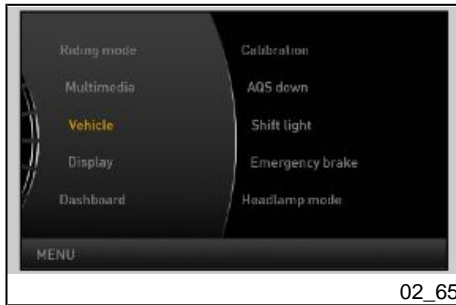 Riding mode
Multimedia
Vehicle
Display
Dashboard
Calibration
AQS down
Shift light
Emergency brake
Headlamp mode
MENU
02_65